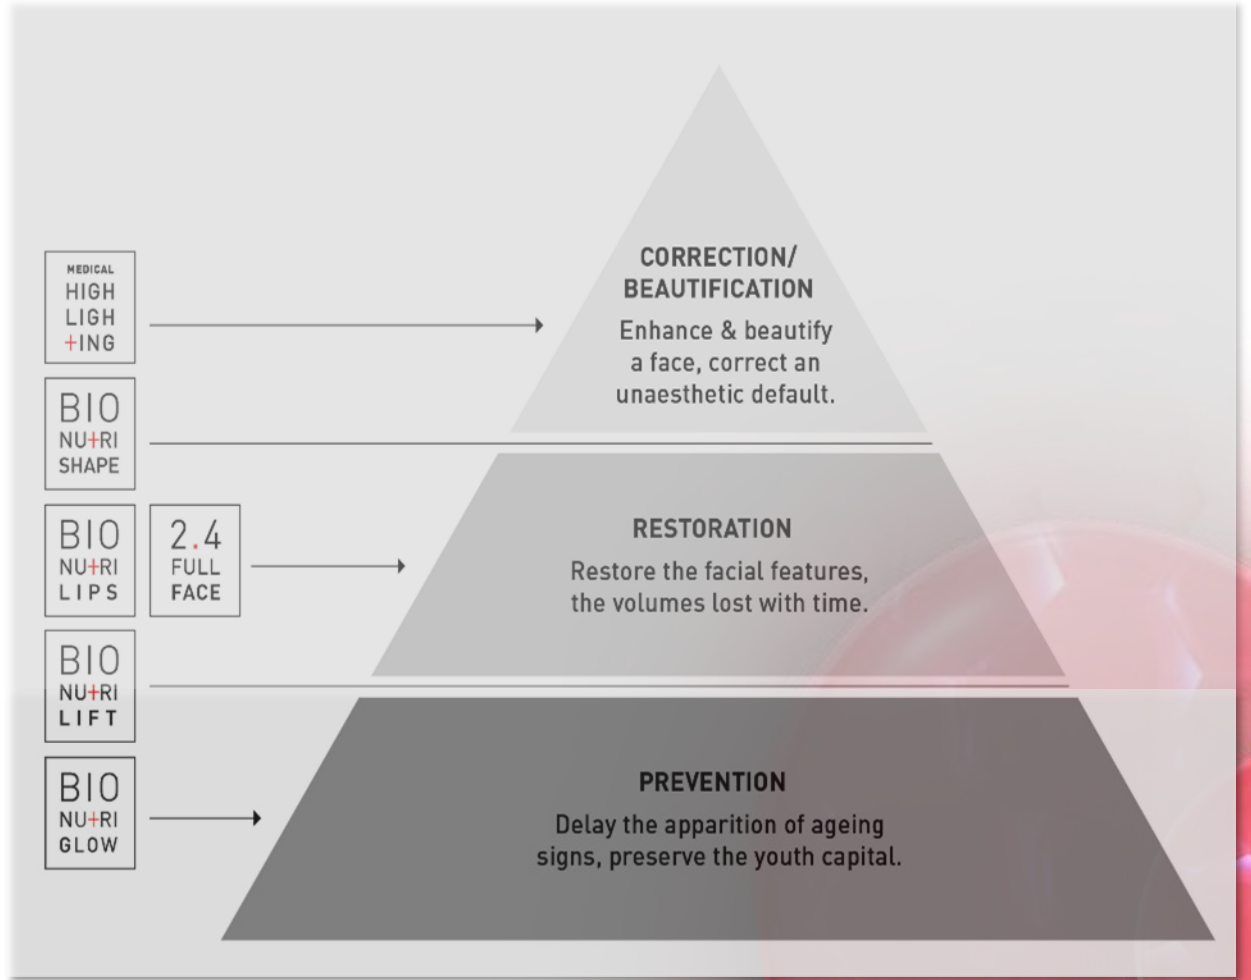 MEDICAL
HIGH
LIGH
+ING
CORRECTION/
BEAUTIFICATION
Enhance & beautify
a face, correct an
unaesthetic default.
BIO
NU+RI
SHAPE
BIO
NU+RI
LIPS
2.4
FULL
FACE
RESTORATION
Restore the facial features,
the volumes lost with time.
BIO
NU+RI
LIFT
BIO
NU+RI
GLOW
PREVENTION
Delay the apparition of ageing
signs, preserve the youth capital.